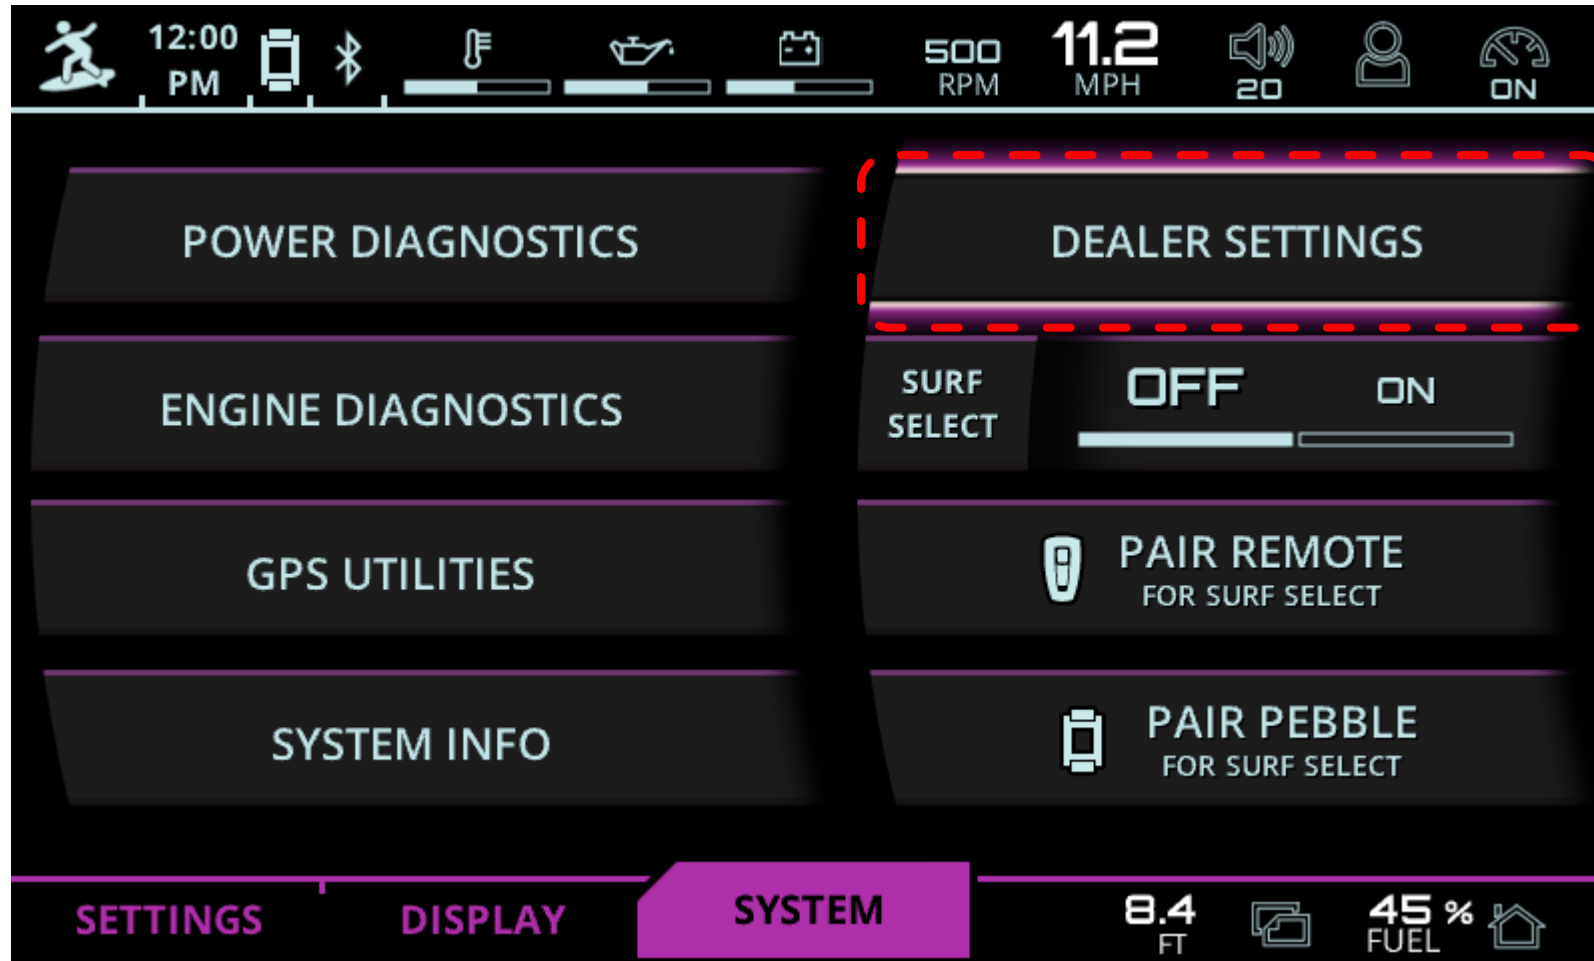 12:00
PM
500
RPM
11.2
MPH
20
ON
POWER DIAGNOSTICS
DEALER SETTINGS
ENGINE DIAGNOSTICS
SURF
SELECT
OFF
ON
GPS UTILITIES
PAIR REMOTE
FOR SURF SELECT
SYSTEM INFO
PAIR PEBBLE
FOR SURF SELECT
SETTINGS
DISPLAY
SYSTEM
8.4
FT
45 %
FUEL